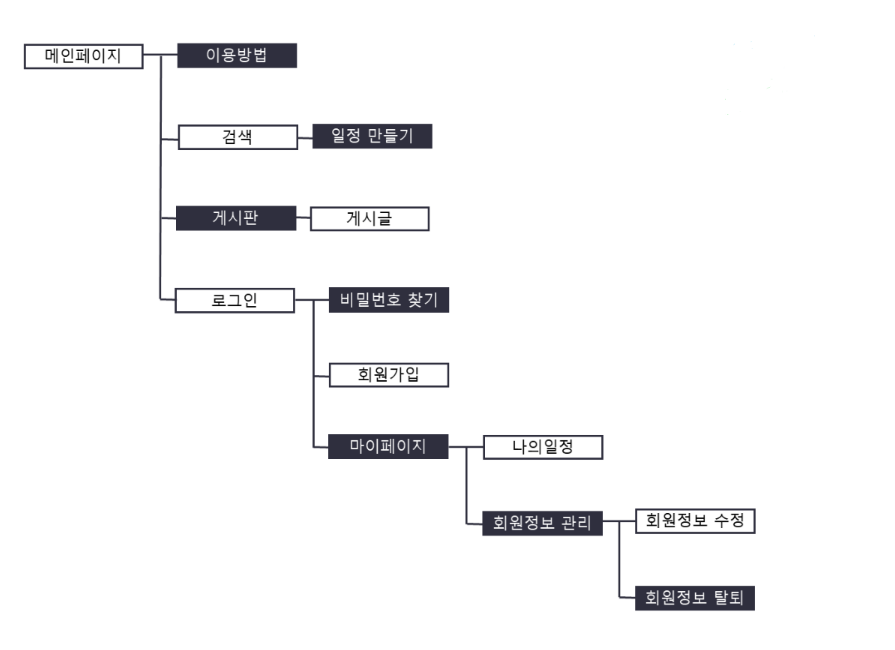 메인페이지
이용방법
검색
일정 만들기
게시판
게시글
로그인
비밀번호 찾기
회원가입
마이페이지
나의일정
회원정보 관리
회원정보 수정
회원정보 탈퇴